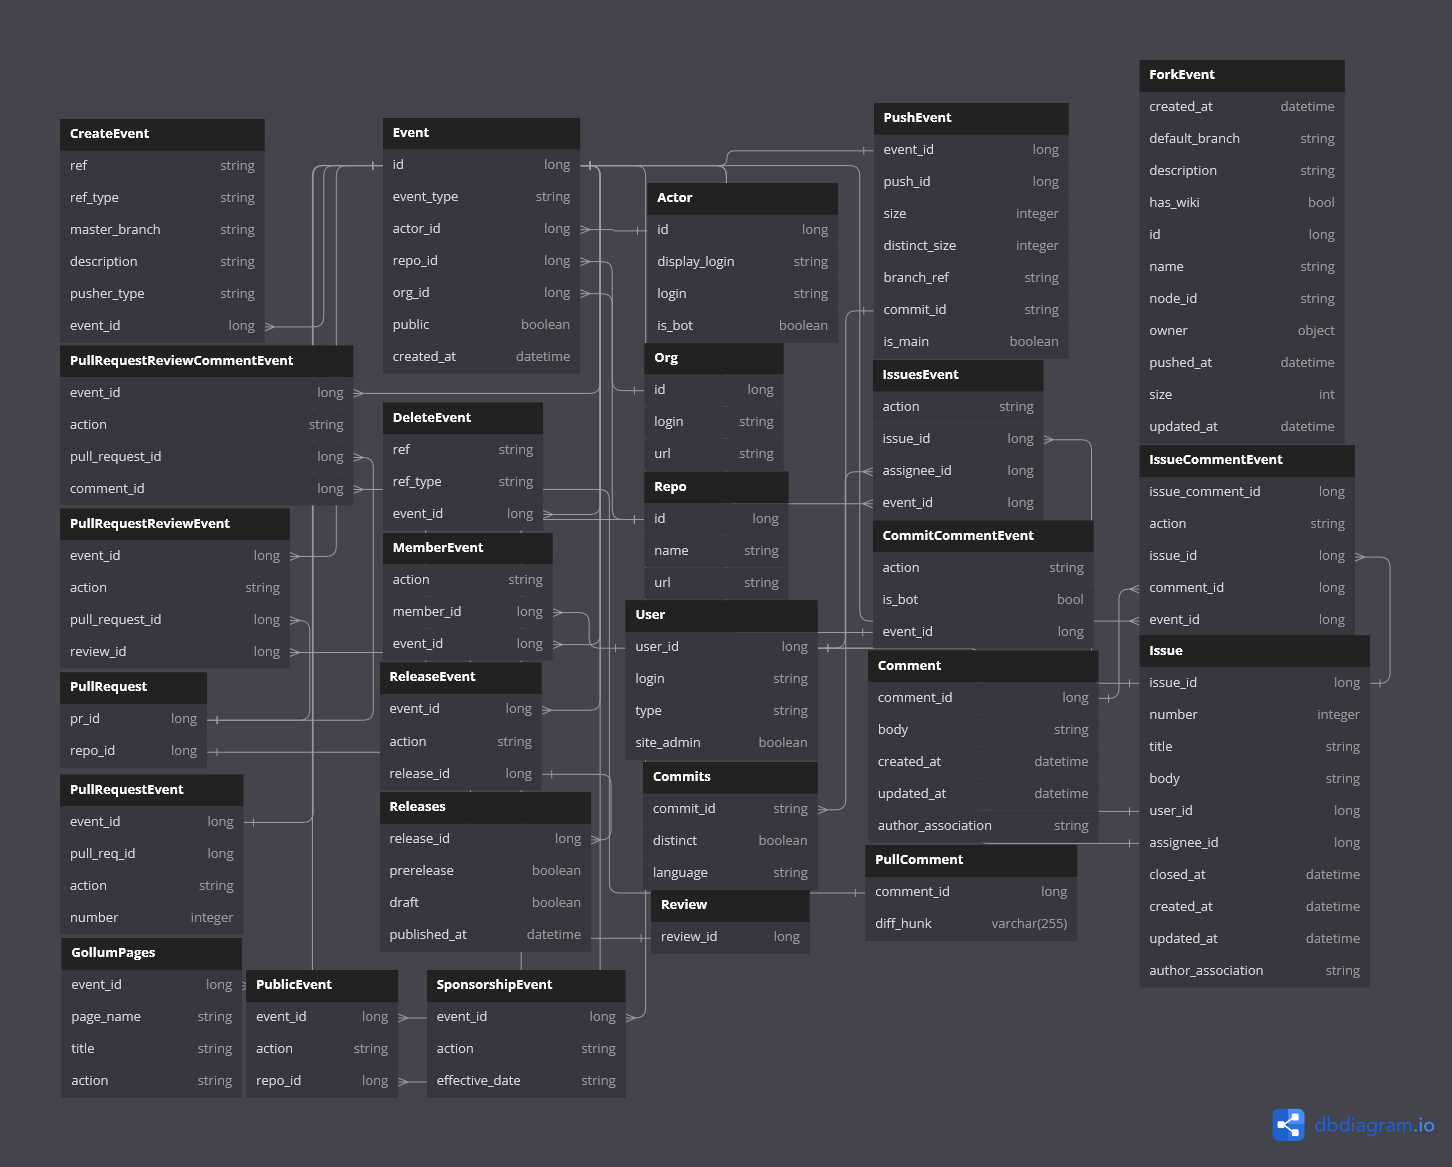 CreateEvent
ref string
ref_type string
master_branch string
description string
pusher_type string
event_id long
PullRequestReviewCommentEvent
event_id long
action string
pull_request_id long
comment_id long
PullRequestReviewEvent
event_id long
action string
pull_request_id long
review_id long
PullRequest
pr_id long
repo_id long
PullRequestEvent
event_id long
pull_req_id long
action string
number integer
GollumPages
event_id long
page_name string
title string
action string
PublicEvent
event_id long
action string
repo_id long
Event
id long
event_type string
actor_id long
repo_id long
org_id long
public boolean
created_at datetime
DeleteEvent
ref string
ref_type string
event_id long
MemberEvent
action string
member_id long
event_id long
ReleaseEvent
event_id long
action string
release_id long
Releases
release_id long
prerelease boolean
draft boolean
published_at datetime
SponsorshipEvent
event_id long
action string
effective_date string
Actor
id long
display_login string
login string
is_bot boolean
Org
id long
login string
url string
Repo
id long
name string
url string
User
user_id long
login string
type string
site_admin boolean
Commits
commit_id string
distinct boolean
language string
Review
review_id long
PushEvent
event_id long
push_id long
size integer
distinct_size integer
branch_ref string
commit_id string
is_main boolean
IssuesEvent
action string
issue_id long
assignee_id long
event_id long
CommitCommentEvent
action string
is_bot bool
event_id long
Comment
comment_id long
body string
created_at datetime
updated_at datetime
author_association string
PullComment
comment_id long
diff_hunk varchar(255)
ForkEvent
created_at datetime
default_branch string
description string
has_wiki bool
id long
name string
node_id string
owner object
pushed_at datetime
size int
updated_at datetime
IssueCommentEvent
issue_comment_id long
action string
issue_id long
comment_id long
event_id long
Issue
issue_id long
number integer
title string
body string
user_id long
assignee_id long
closed_at datetime
created_at datetime
updated_at datetime
author_association string
dbdiagram.io